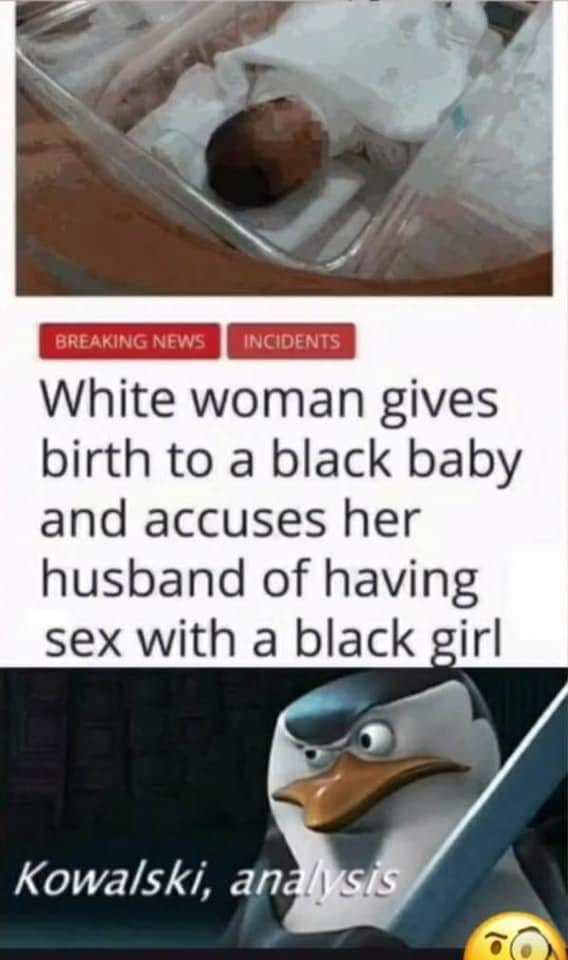 BREAKING NEWS INCIDENTS
White woman gives
birth to a black baby
and accuses her
husband of having
sex with a black girl
Kowalski, analysis